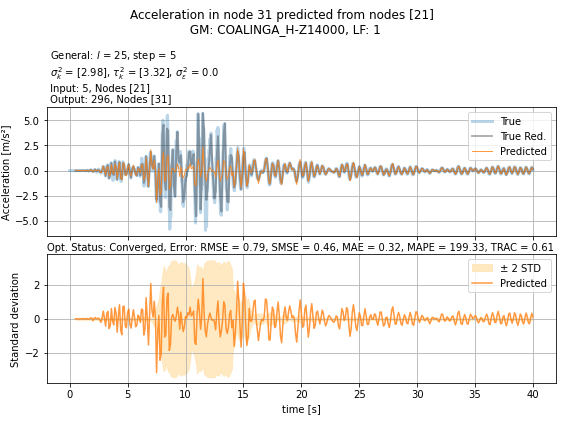 Acceleration in node 31 predicted from nodes [21]
GM: COALINGA_H-Z14000, LF: 1
General: l = 25, step = 5
σ²ₖ = [2.98], τ²ₖ = [3.32], σ²ε = 0.0
Input: 5, Nodes [21]
Output: 296, Nodes [31]
Acceleration [m/s²]
5.0
2.5
0.0
−2.5
−5.0
True
True Red.
Predicted
Opt. Status: Converged, Error: RMSE = 0.79, SMSE = 0.46, MAE = 0.32, MAPE = 199.33, TRAC = 0.61
Standard deviation
2
0
−2
± 2 STD
Predicted
0 5 10 15 20 25 30 35 40
time [s]